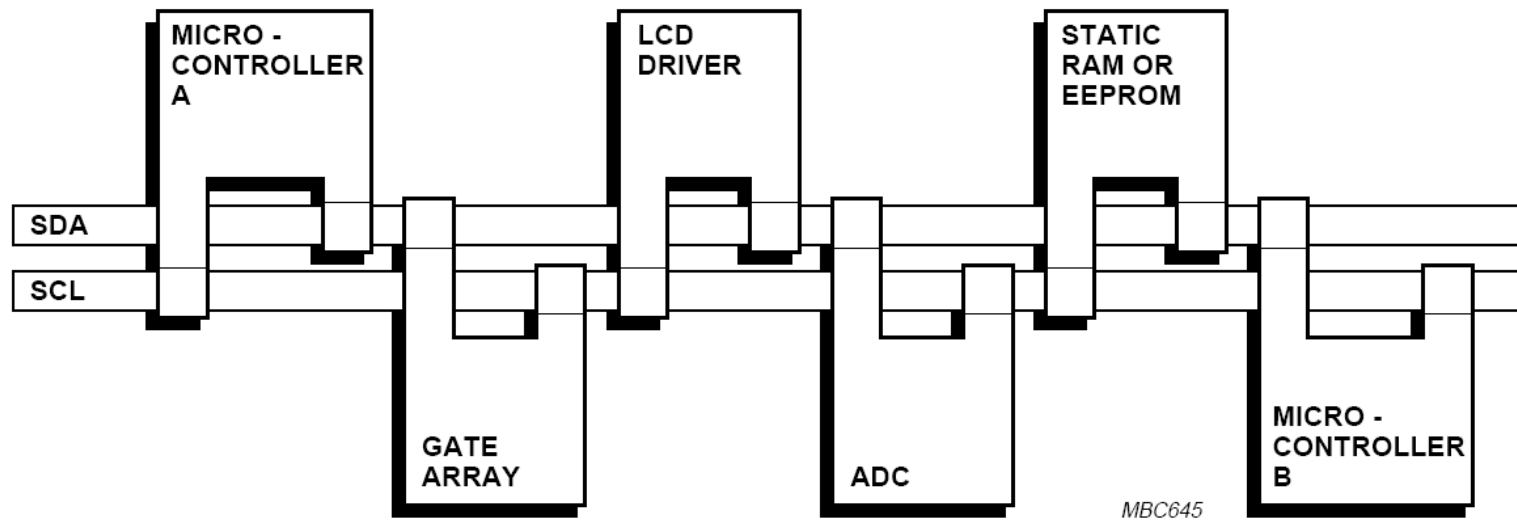 MICRO -
CONTROLLER
A
LCD
DRIVER
STATIC
RAM OR
EEPROM
SDA
SCL
GATE
ARRAY
ADC
MICRO -
CONTROLLER
B
MBC645